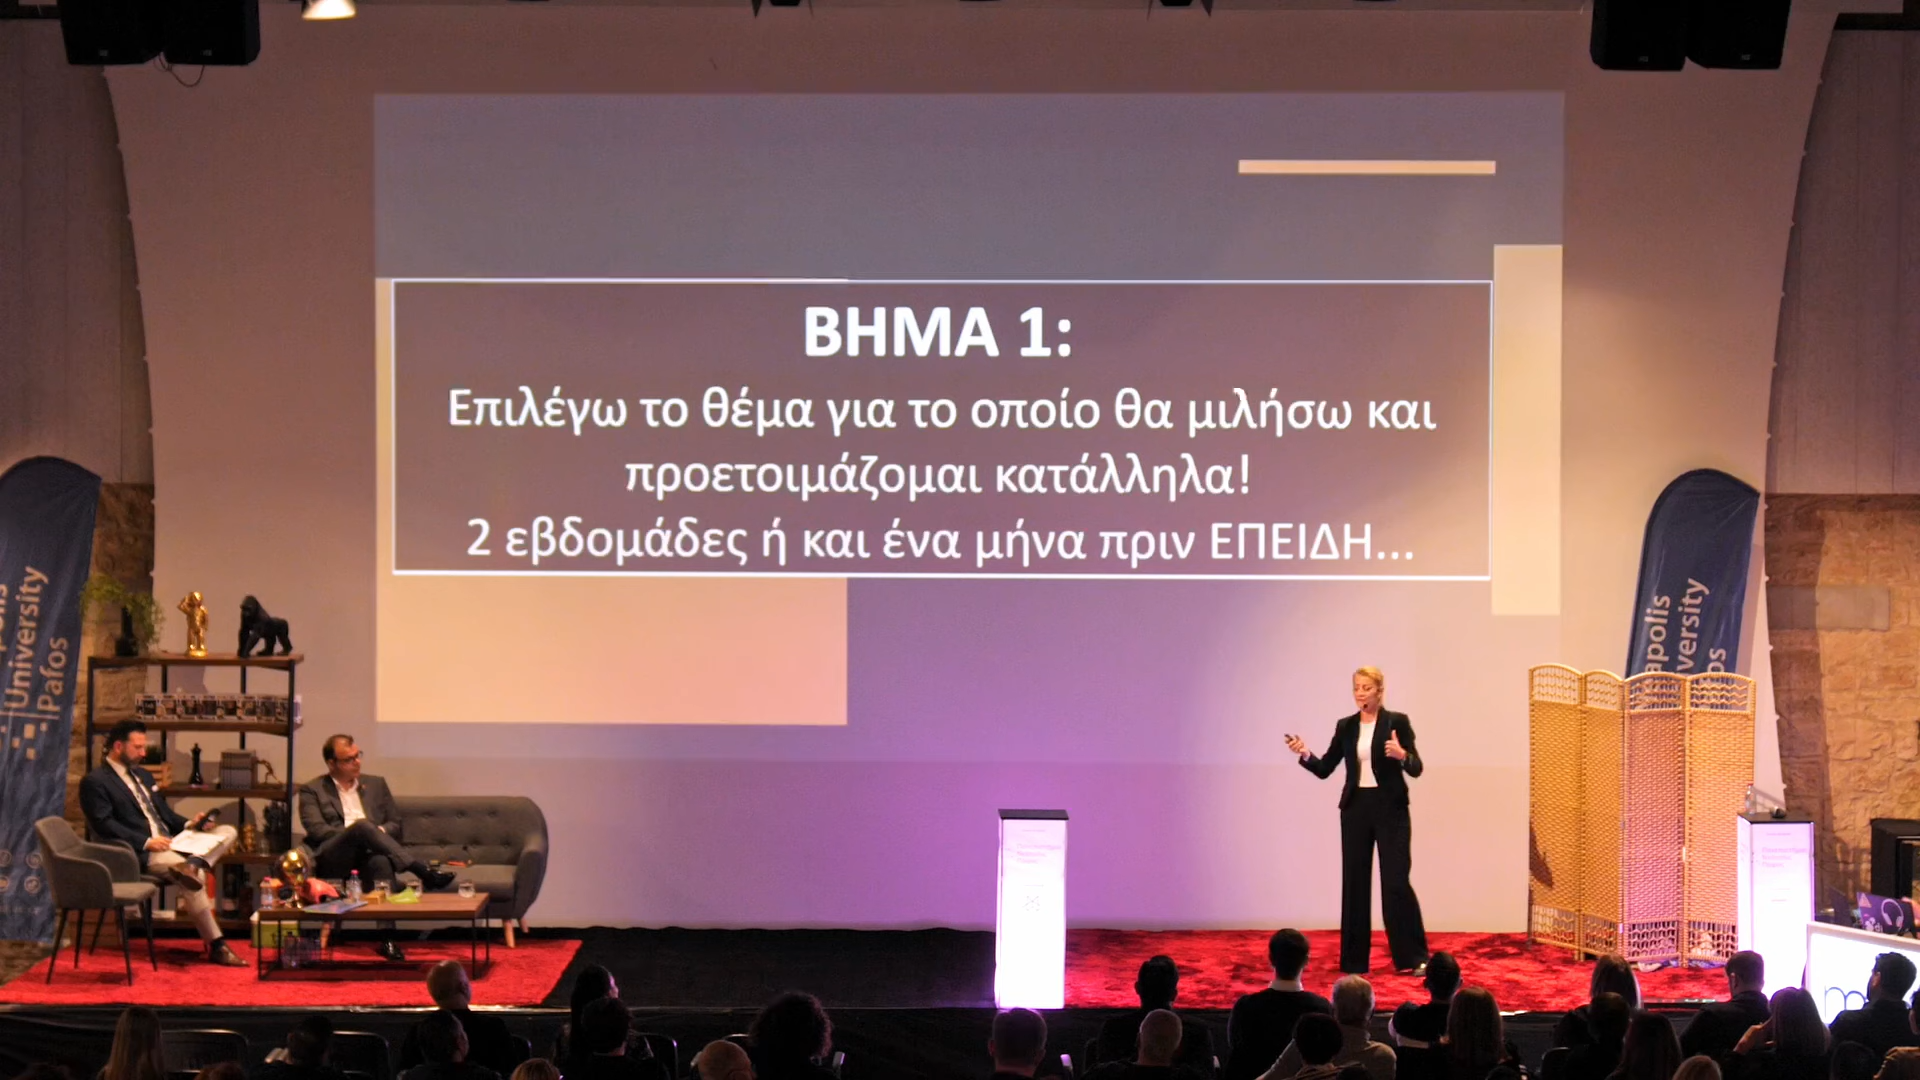 ΒΗΜΑ 1:
Επιλέγω το θέμα για το οποίο θα μιλήσω και
προετοιμάζομαι κατάλληλα!
2 εβδομάδες ή και ένα μήνα πριν ΕΠΕΙΔΗ...
University
Pafos
apolis
versity
os